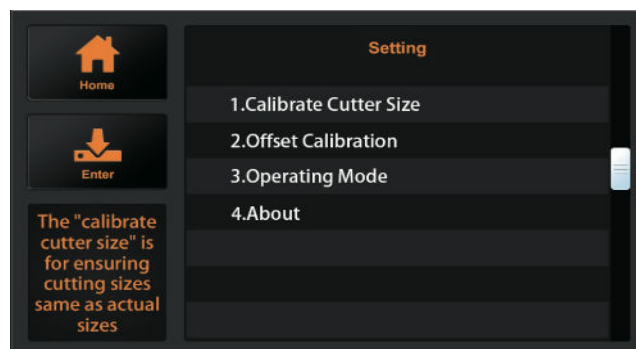 Home
Enter
The "calibrate
cutter size" is
for ensuring
cutting sizes
same as actual
sizes
Setting
1.Calibrate Cutter Size
2.Offset Calibration
3.Operating Mode
4.About